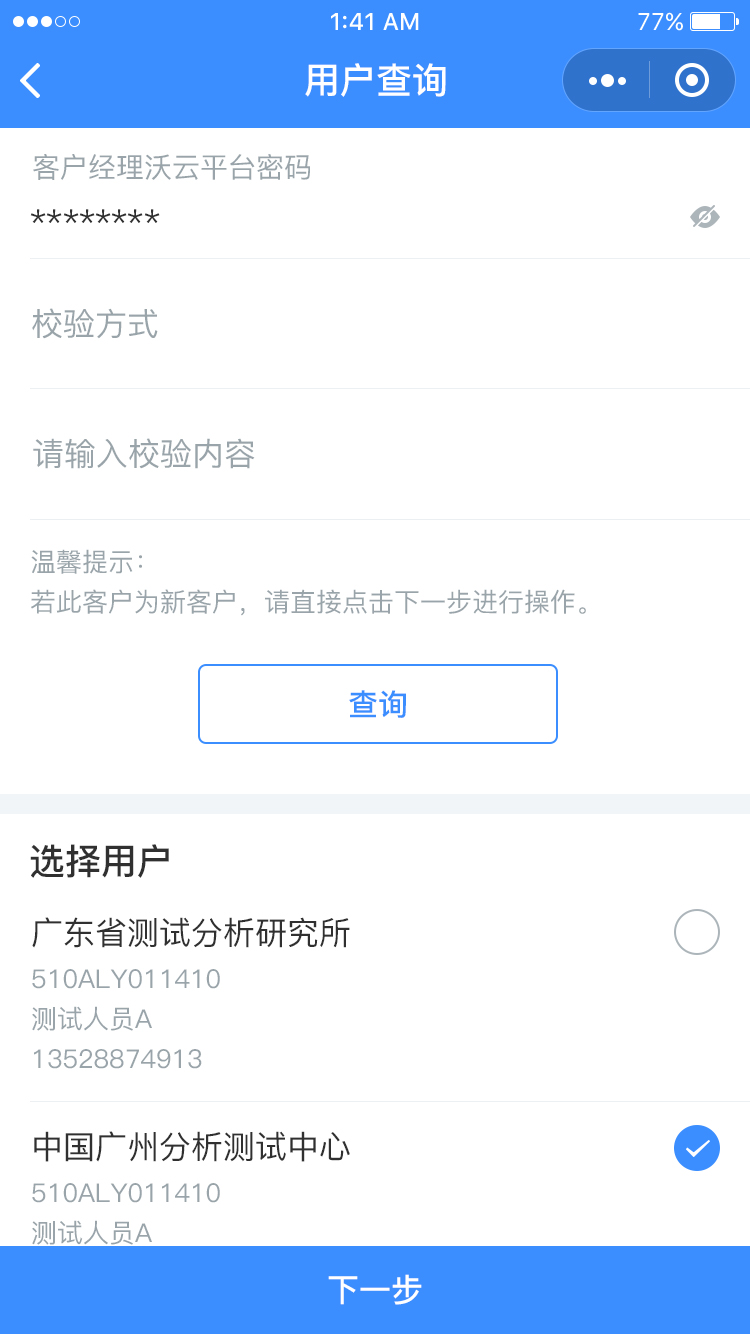 1:41 AM
77%
用户查询
客户经理沃云平台密码
********
校验方式
请输入校验内容
温馨提示：
若此客户为新客户，请直接点击下一步进行操作。
查询
选择用户
广东省测试分析研究所
510ALY011410
测试人员A
13528874913
中国广州分析测试中心
510ALY011410
测试人员A
下一步